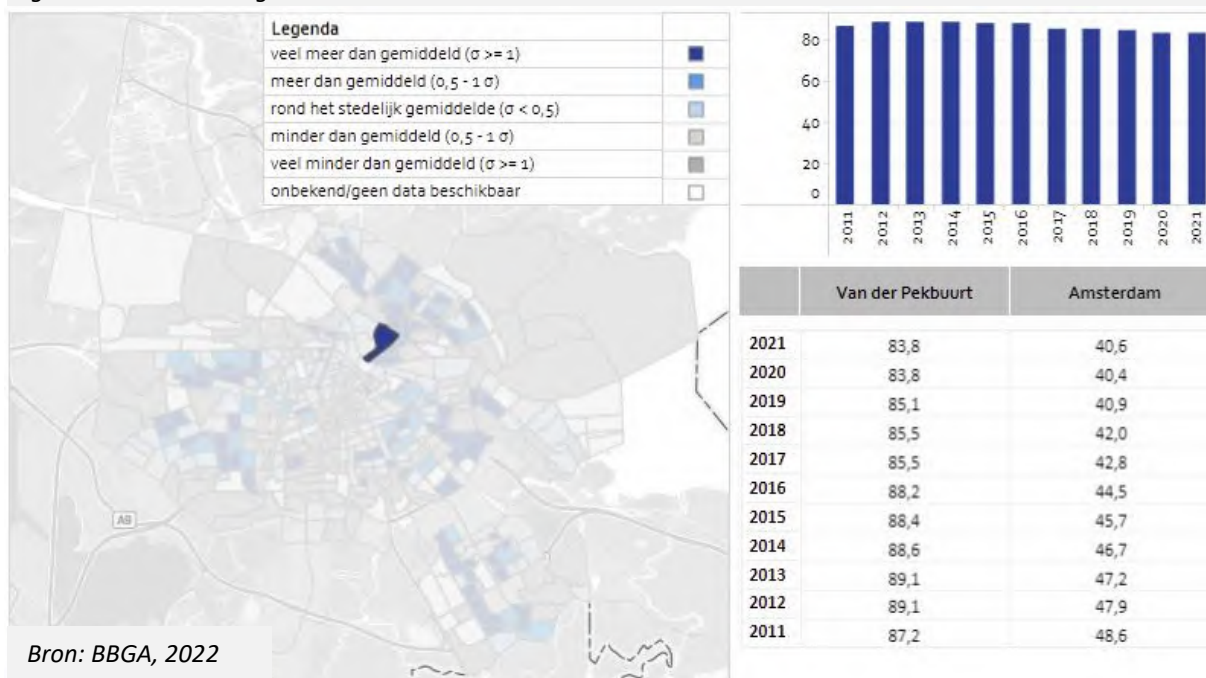 Legenda
veel meer dan gemiddeld (σ >= 1)
meer dan gemiddeld (0,5 - 1 σ)
rond het stedelijk gemiddelde (σ < 0,5)
minder dan gemiddeld (0,5 - 1 σ)
veel minder dan gemiddeld (σ >= 1)
onbekend/geen data beschikbaar
A9
Bron: BBGA, 2022
80
60
40
20
0
2011 2012 2013 2014 2015 2016 2017 2018 2019 2020 2021
Van der Pekbuurt Amsterdam
2021 83,8 40,6
2020 83,8 40,4
2019 85,1 40,9
2018 85,5 42,0
2017 85,5 42,8
2016 88,2 44,5
2015 88,4 45,7
2014 88,6 46,7
2013 89,1 47,2
2012 89,1 47,9
2011 87,2 48,6